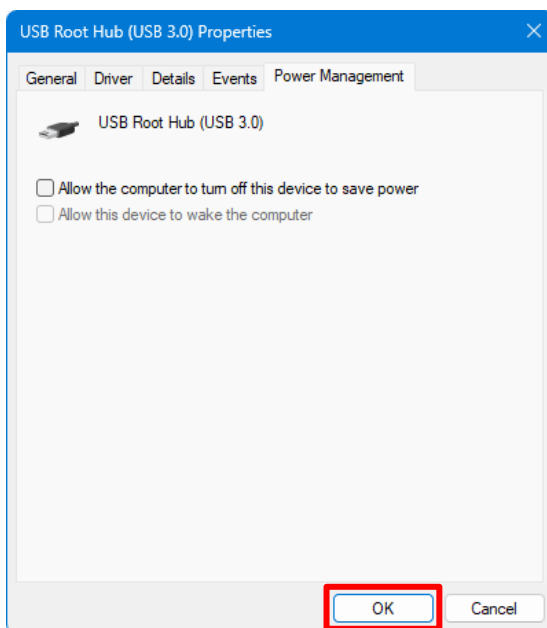 USB Root Hub (USB 3.0) Properties
General Driver Details Events Power Management
USB Root Hub (USB 3.0)
Allow the computer to turn off this device to save power
Allow this device to wake the computer
OK Cancel